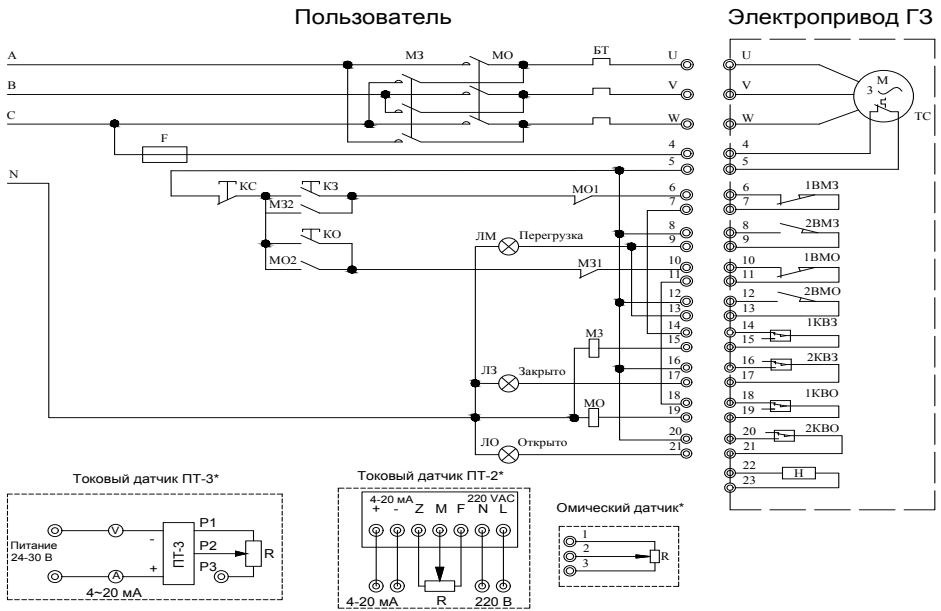 Пользователь
Электропривод ГЗ
A
МЗ
МО
БТ
U
U
B
V
V
М
3
C
W
W
ТС
F
4
4
5
5
N
КС
КЗ
МО1
6
6
1ВМЗ
МЗ2
7
7
КО
ЛМ
Перегрузка
8
8
2ВМЗ
9
9
МО2
МЗ1
10
10
1ВМО
11
11
12
12
2ВМО
13
13
14
14
1КВЗ
МЗ
15
15
16
16
2КВЗ
ЛЗ
Закрыто
17
17
МО
18
18
1КВО
19
19
ЛО
Открыто
20
20
2КВО
21
21
22
Н
23
Токовый датчик ПТ-3*
Питание
24-30 В
V
A
-
+
ПТ-3
P1
P2
P3
R
4~20 мА
Токовый датчик ПТ-2*
4-20 мА
220 VAC
+ - Z M F N L
4-20 мА
R
220 В
Омический датчик*
1
2
3
R